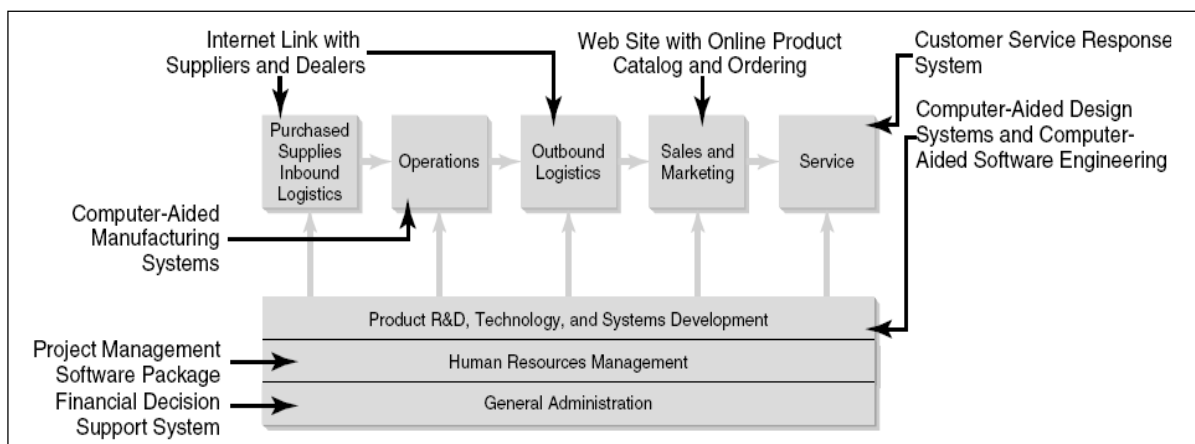 Internet Link with
Suppliers and Dealers
Web Site with Online Product
Catalog and Ordering
Customer Service Response
System
Computer-Aided Design
Systems and Computer-
Aided Software Engineering
Purchased
Supplies
Inbound
Logistics
Operations
Outbound
Logistics
Sales and
Marketing
Service
Computer-Aided
Manufacturing
Systems
Product R&D, Technology, and Systems Development
Project Management
Software Package
Human Resources Management
Financial Decision
Support System
General Administration